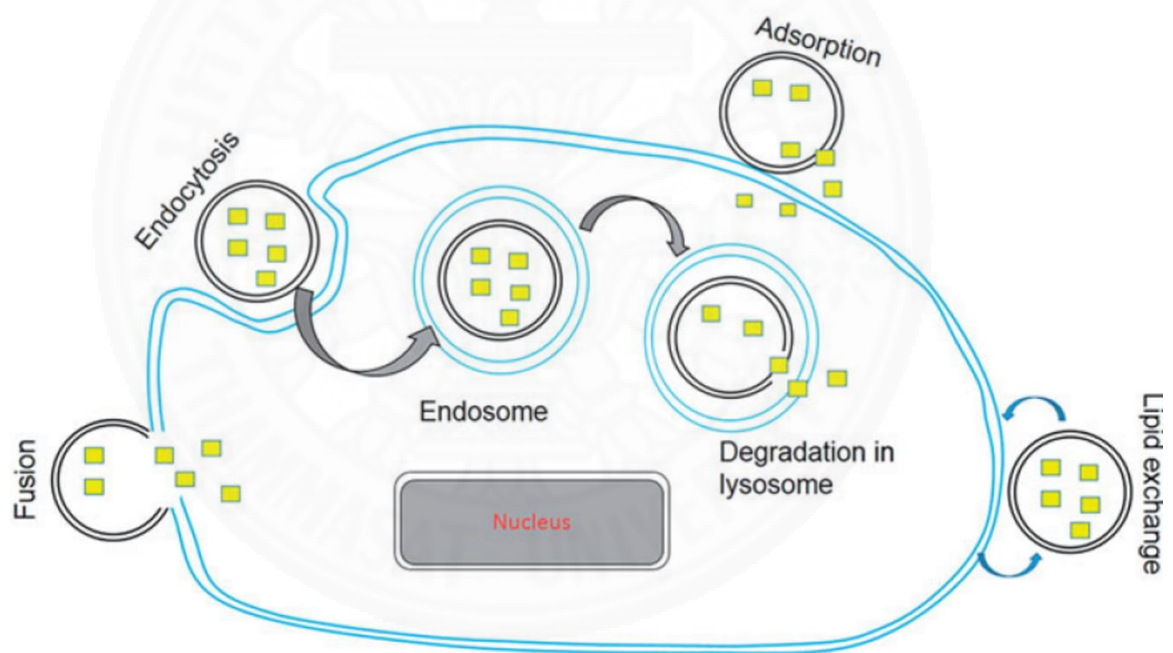 Adsorption
Endocytosis
Endosome
Degradation in
lysosome
Fusion
Nucleus
Lipid exchange